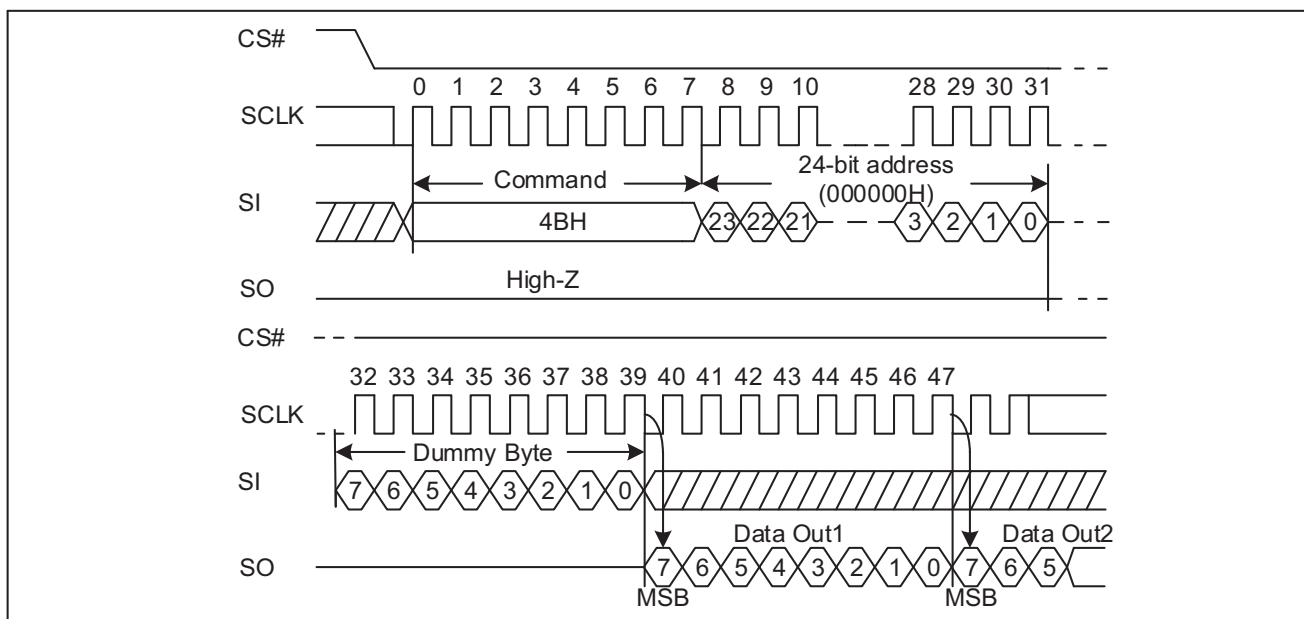 CS#
0 1 2 3 4 5 6 7 8 9 10 28 29 30 31
SCLK
Command
24-bit address
(000000H)
SI
4BH
23 22 21 3 2 1 0
SO
High-Z
CS#
32 33 34 35 36 37 38 39 40 41 42 43 44 45 46 47
SCLK
Dummy Byte
SI
7 6 5 4 3 2 1 0
Data Out1
Data Out2
SO
7 6 5 4 3 2 1 0 7 6 5
MSB
MSB